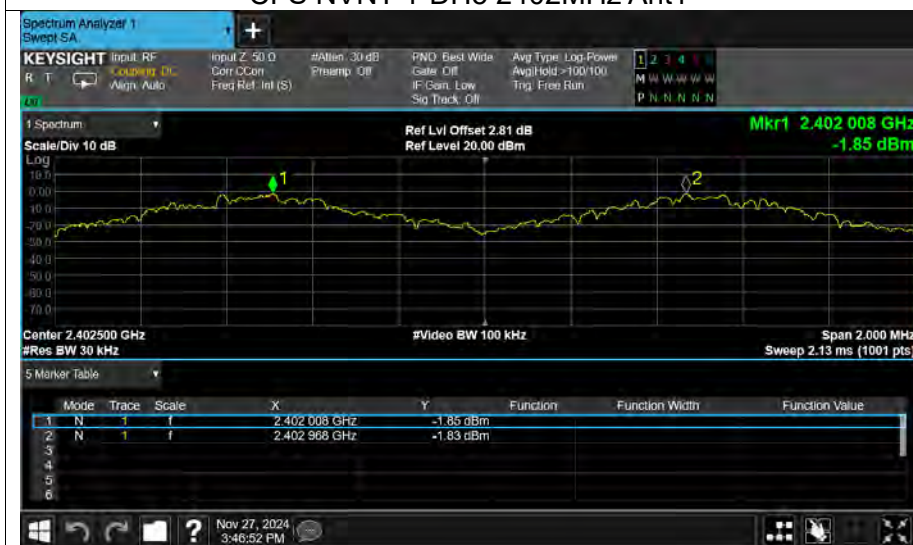 CFS NVNT 1-DH5 2402MHz Ant1
Spectrum Analyzer 1
Swept SA
+
KEYSIGHT Input: RF Input Z: 50 Ω #Atten: 30 dB PNO: Best Wide Avg Type: Log-Power 1 2 3 4
R T Coupling: DC Corr CCorr Preamp: Off Gate: Off Avg|Hold: >100/100 M W W W W W
Align: Auto Freq Ref: Int (S) IF Gain: Low Trig: Free Run
Sig Track: Off P N N N N N
1 Spectrum Ref Lvl Offset 2.81 dB Mkr1 2.402 008 GHz
Scale/Div 10 dB Ref Level 20.00 dBm -1.85 dBm
Log
10.0
0.00
-10.0
-20.0
-30.0
-40.0
-50.0
-60.0
-70.0
1
2
Center 2.402500 GHz #Video BW 100 kHz Span 2.000 MHz
#Res BW 30 kHz Sweep 2.13 ms (1001 pts)
5 Marker Table
Mode Trace Scale X Y Function Function Width Function Value
1 N 1 f 2.402 008 GHz -1.85 dBm
2 N 1 f 2.402 968 GHz -1.83 dBm
3
4
5
6
? Nov 27, 2024
3:46:52 PM